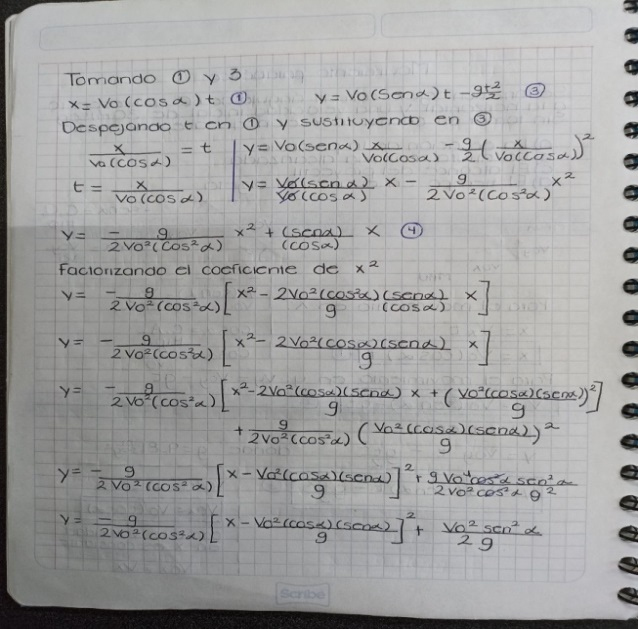 Tomando ① y 3
x = Vo(cosα)t ①   y = Vo(Senα)t - gt²/2 ③
Despejando t en ① y sustituyendo en ③
x/Vo(cosα) = t | y = Vo(senα) x/Vo(cosα) - g/2 (x/Vo(cosα))²
t = x/Vo(cosα) | y = Vo(senα)/Vo(cosα) x - g/2Vo²(cos²α) x²
y = -g/2Vo²(cos²α) x² + (senα)/(cosα) x ④
Factorizando el coeficiente de x²
y = -g/2Vo²(cos²α) [x² - 2Vo²(cos²α)(senα)/g(cosα) x]
y = -g/2Vo²(cos²α) [x² - 2Vo²(cosα)(senα)/g x]
y = -g/2Vo²(cos²α) [x² - 2Vo²(cosα)(senα)/g x + (Vo²(cosα)(senα)/g)²]
+ g/2Vo²(cos²α) (Vo²(cosα)(senα)/g)²
y = -g/2Vo²(cos²α) [x - Vo²(cosα)(senα)/g]² + gVo⁴cos²α sen²α/2Vo²cos²α g²
y = -g/2Vo²(cos²α) [x - Vo²(cosα)(senα)/g]² + Vo² sen²α/2g
Scribe